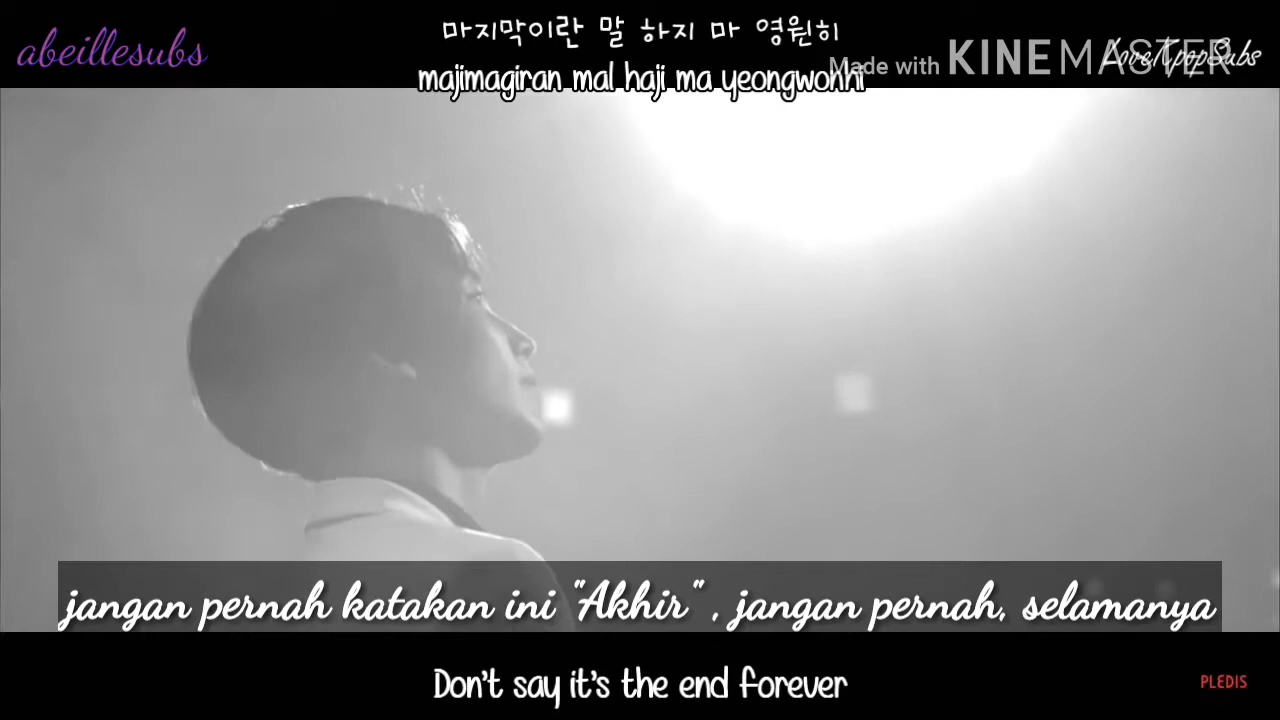 abeillesubs
마지막이란 말 하지 마 영원히
majimagiran mal haji ma yeongwonhi
Made with KINEMASTER
LoveKpopSubs
jangan pernah katakan ini "Akhir" , jangan pernah, selamanya
Don't say it's the end forever
PLEDIS